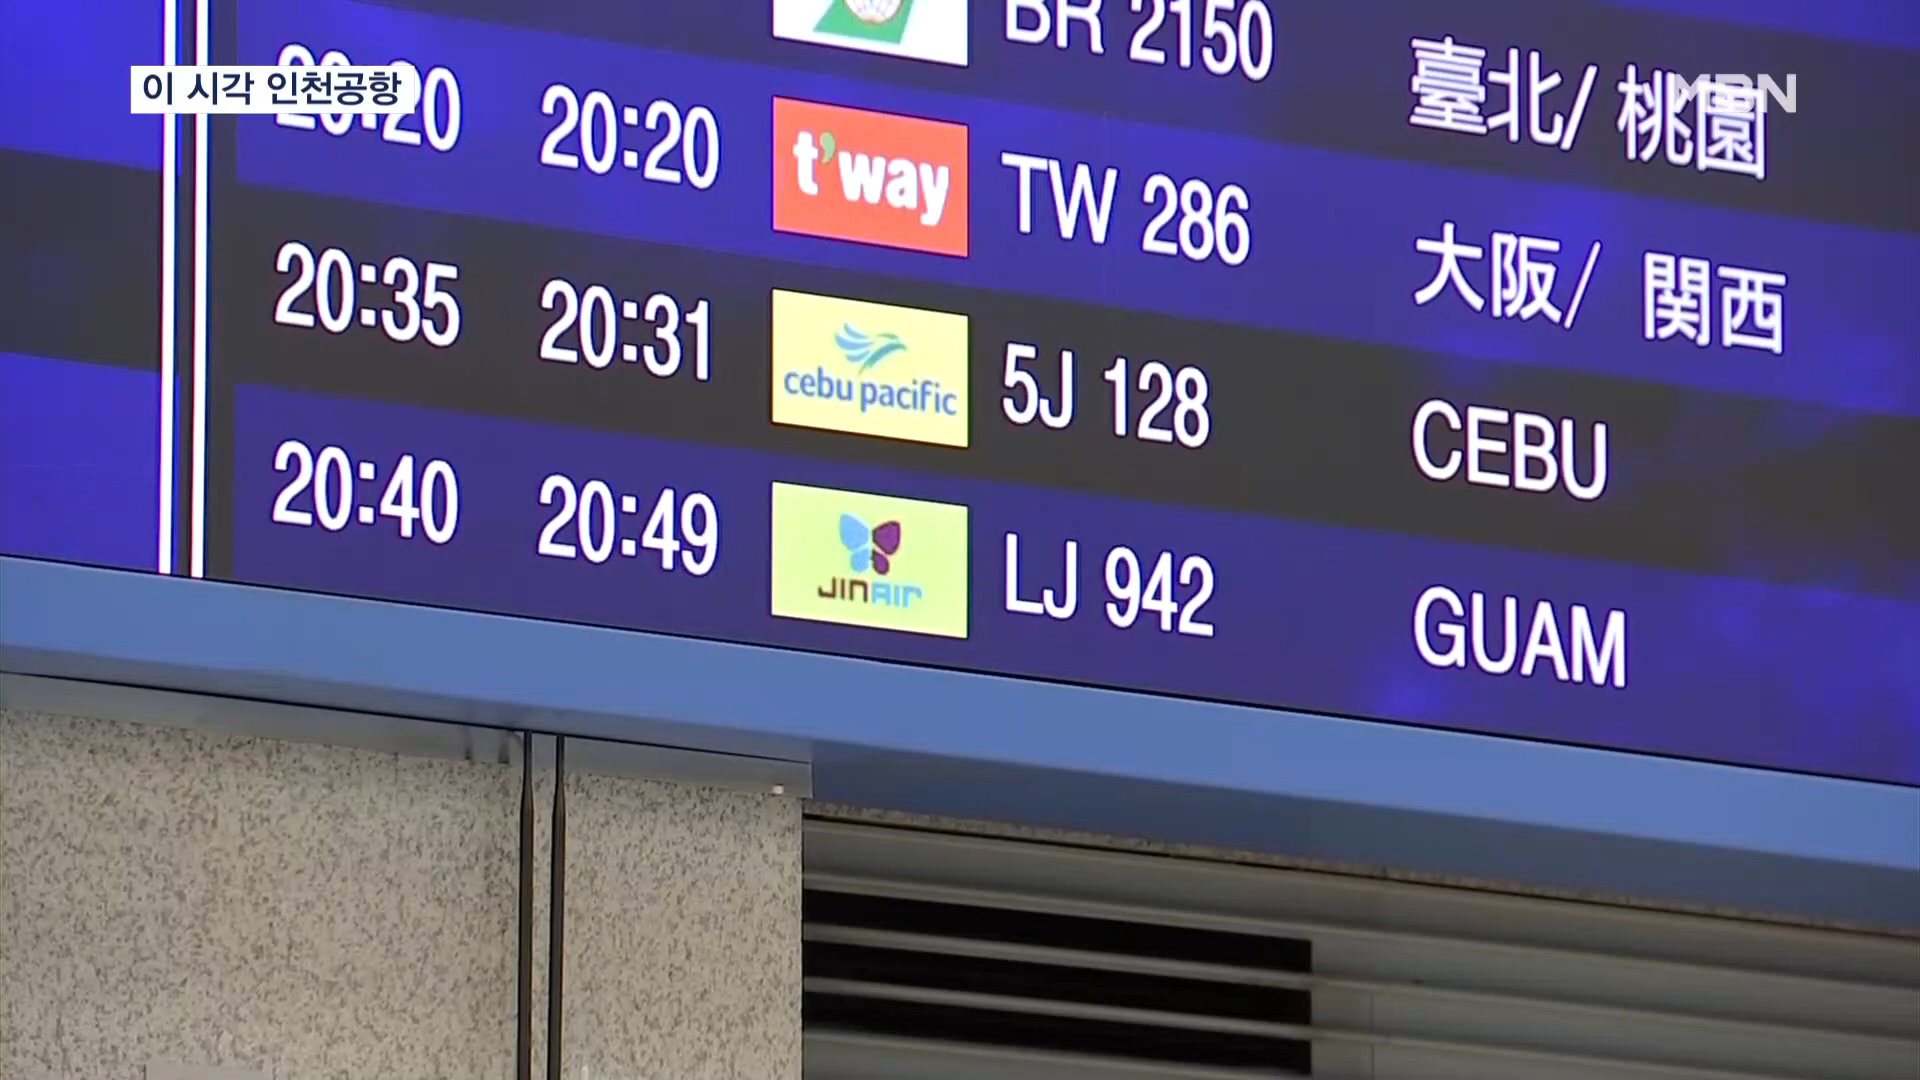 이 시각 인천공항
MBN
BR 2150 臺北/ 桃園
20:20 20:20 t'way TW 286 大阪/ 関西
20:35 20:31 cebu pacific 5J 128 CEBU
20:40 20:49 JINAIR LJ 942 GUAM